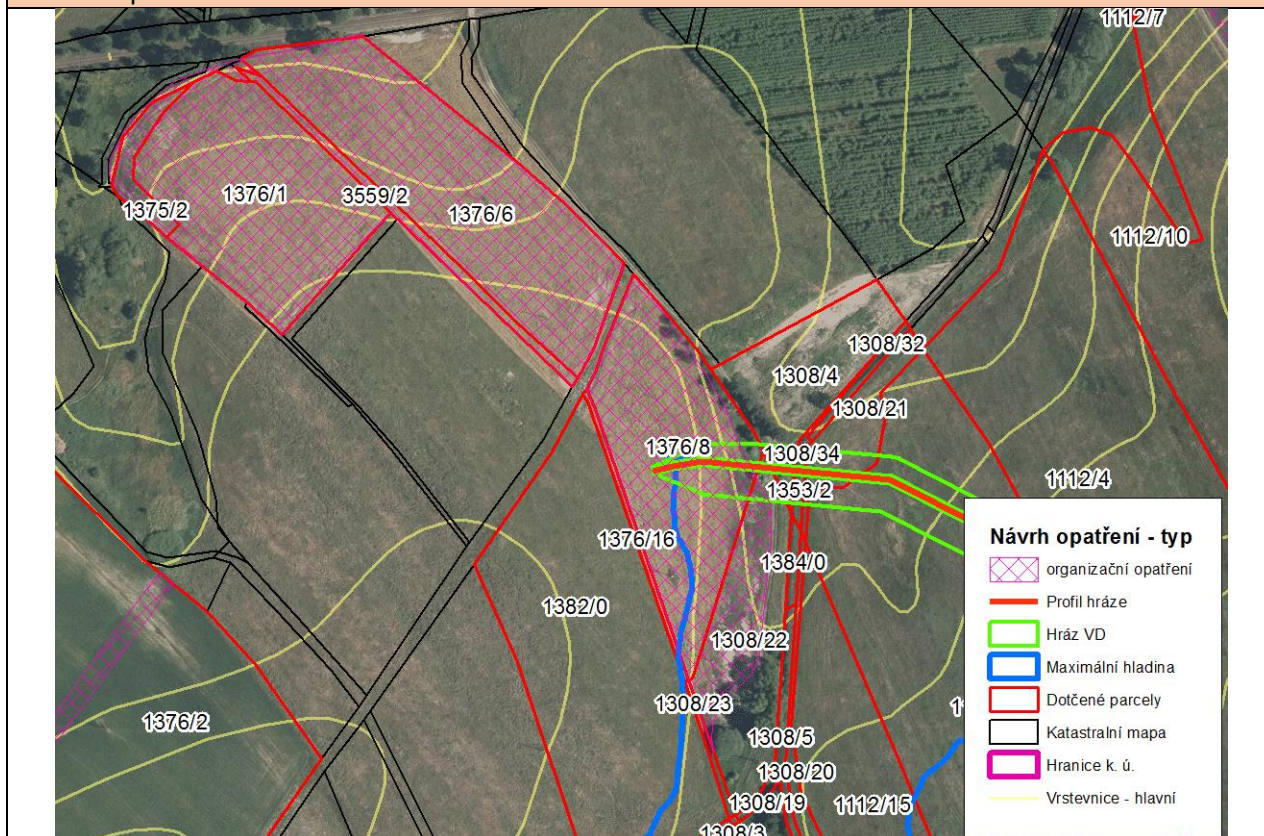 1112/7
1375/2
1376/1
3559/2
1376/6
1112/10
1308/32
1308/4
1308/21
1376/8
1308/34
1353/2
1112/4
1376/16
1384/0
1382/0
1308/22
1376/2
1308/23
1308/5
1308/20
1308/19
1112/15
1308/3
Návrh opatření - typ
organizační opatření
Profil hráze
Hráz VD
Maximální hladina
Dotčené parcely
Katastralní mapa
Hranice k. ú.
Vrstevnice - hlavní